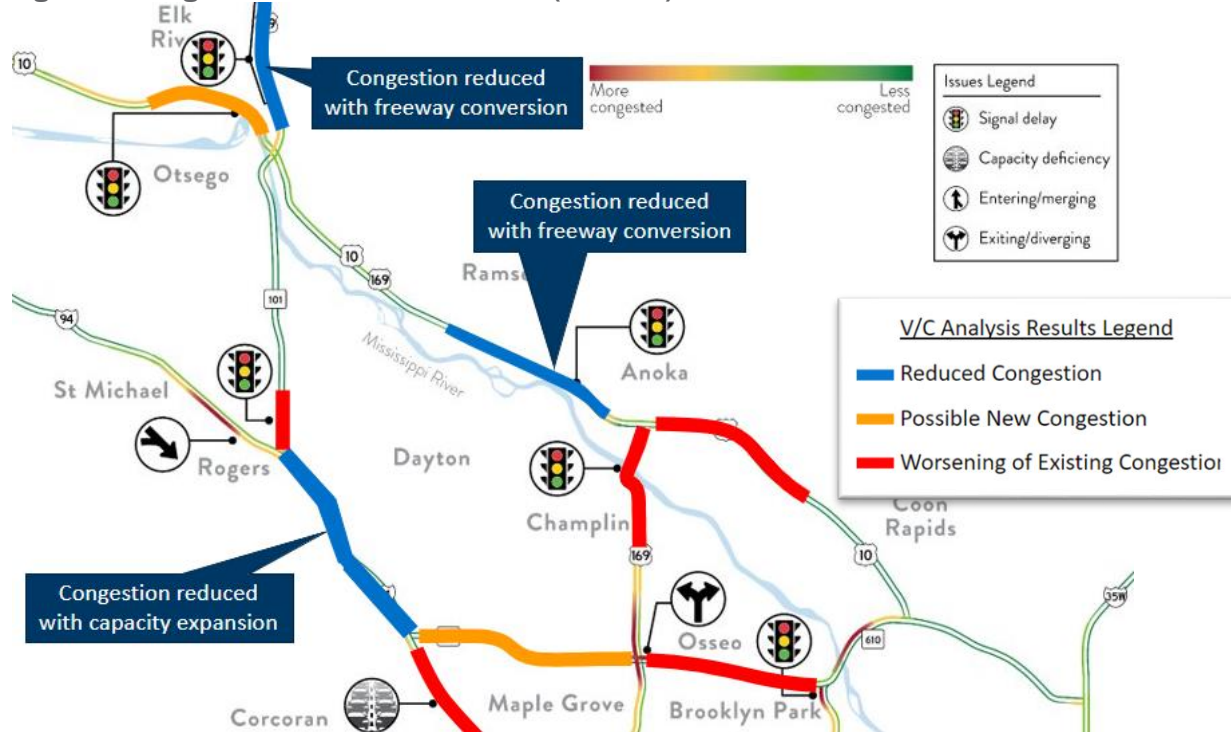 Elk
10
Congestion reduced
with freeway conversion
More
congested
Less
congested
Issues Legend
Signal delay
Capacity deficiency
Entering/merging
Exiting/diverging
Otsego
Congestion reduced
with freeway conversion
10
169
101
94
Mississippi River
Anoka
St Michael
Rogers
Dayton
Champlin
V/C Analysis Results Legend
Reduced Congestion
Possible New Congestion
Worsening of Existing Congestion
Coon
Rapids
169
10
35W
Congestion reduced
with capacity expansion
Osseo
610
Maple Grove
Brooklyn Park
Corcoran